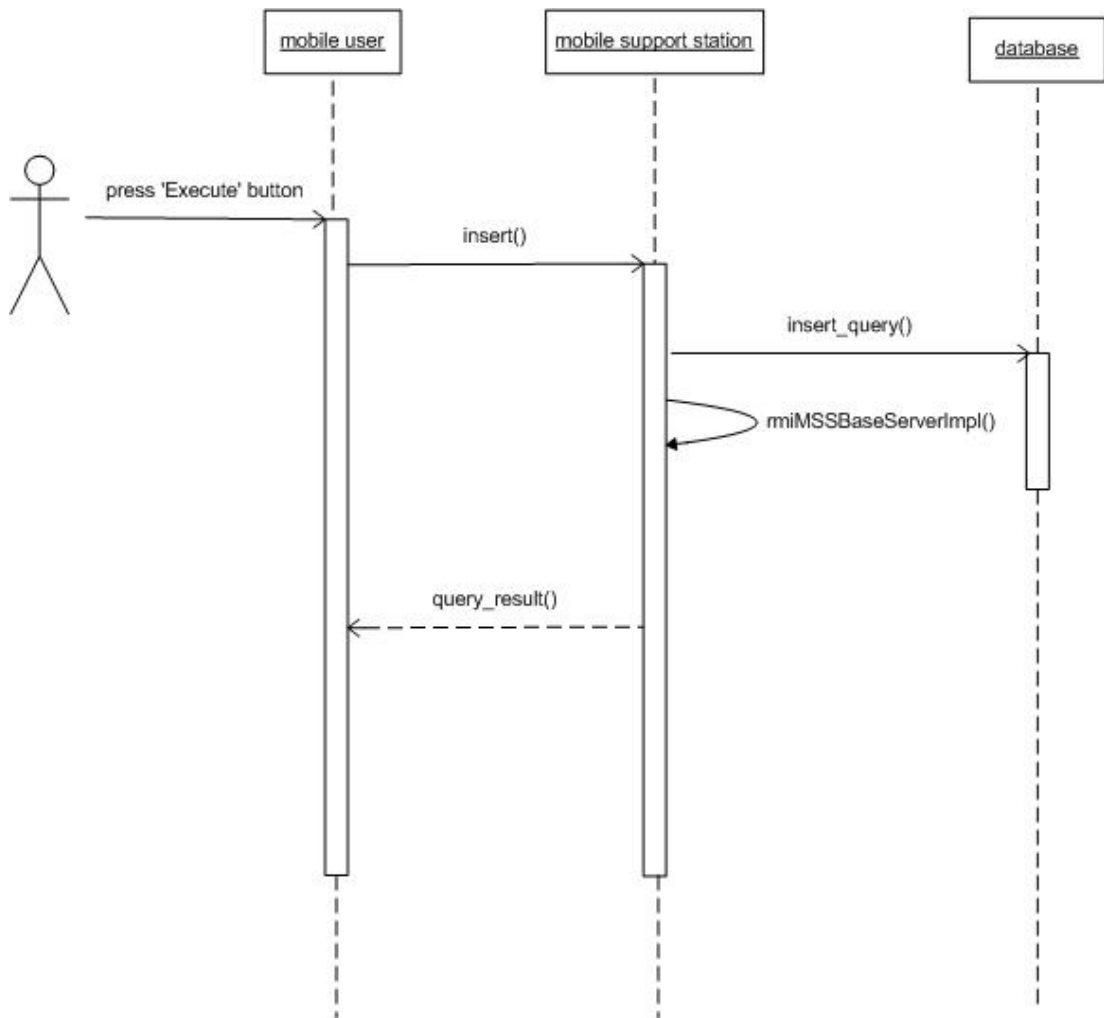 mobile user
mobile support station
database
press 'Execute' button
insert()
insert_query()
rmiMSSBaseServerImpl()
query_result()